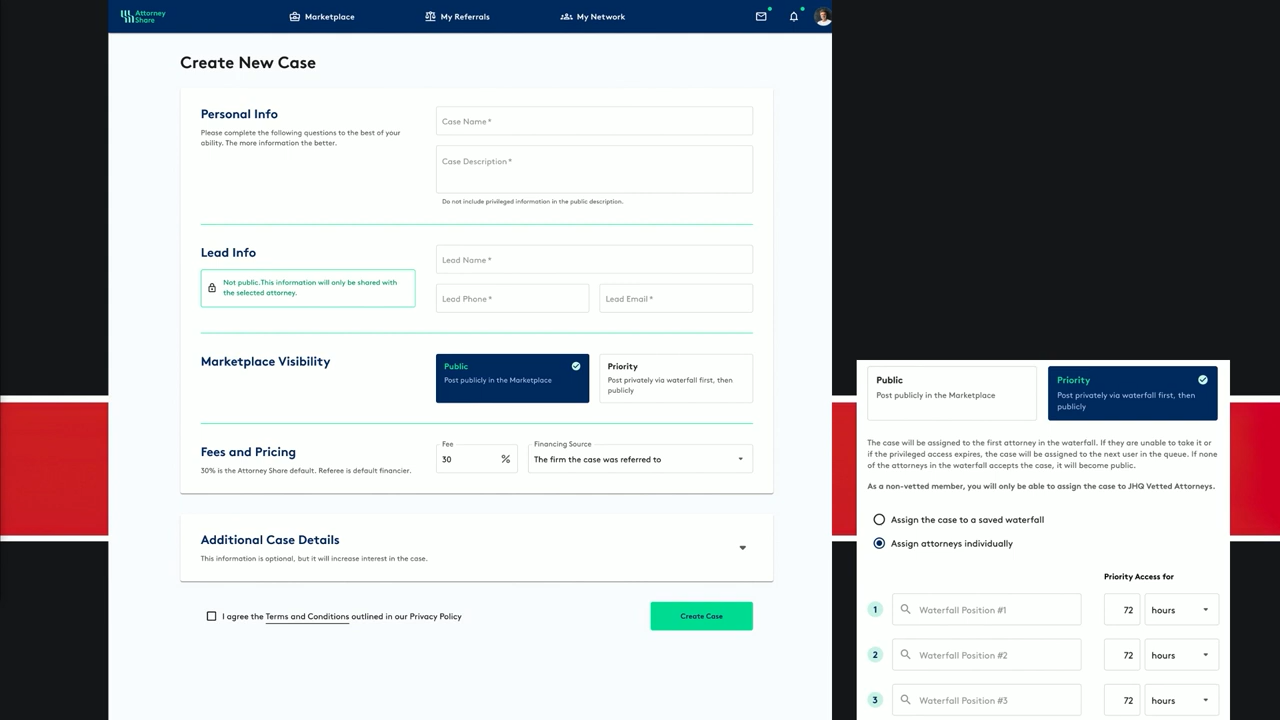 Attorney
Share
Marketplace
My Referrals
My Network
Create New Case
Personal Info
Please complete the following questions to the best of your
ability. The more information the better.
Case Name*
Case Description*
Do not include privileged information in the public description.
Lead Info
Not public.This information will only be shared with
the selected attorney.
Lead Name*
Lead Phone*
Lead Email*
Marketplace Visibility
Public
Post publicly in the Marketplace
Priority
Post privately via waterfall first, then
publicly
Fees and Pricing
30% is the Attorney Share default. Referee is default financier.
Fee
30 %
Financing Source
The firm the case was referred to
Additional Case Details
This information is optional, but it will increase interest in the case.
I agree the Terms and Conditions outlined in our Privacy Policy
Create Case
Public
Post publicly in the Marketplace
Priority
Post privately via waterfall first, then
publicly
The case will be assigned to the first attorney in the waterfall. If they are unable to take it or
if the privileged access expires, the case will be assigned to the next user in the queue. If none
of the attorneys in the waterfall accepts the case, it will become public.
As a non-vetted member, you will only be able to assign the case to JHQ Vetted Attorneys.
Assign the case to a saved waterfall
Assign attorneys individually
Priority Access for
1 Waterfall Position #1 72 hours
2 Waterfall Position #2 72 hours
3 Waterfall Position #3 72 hours